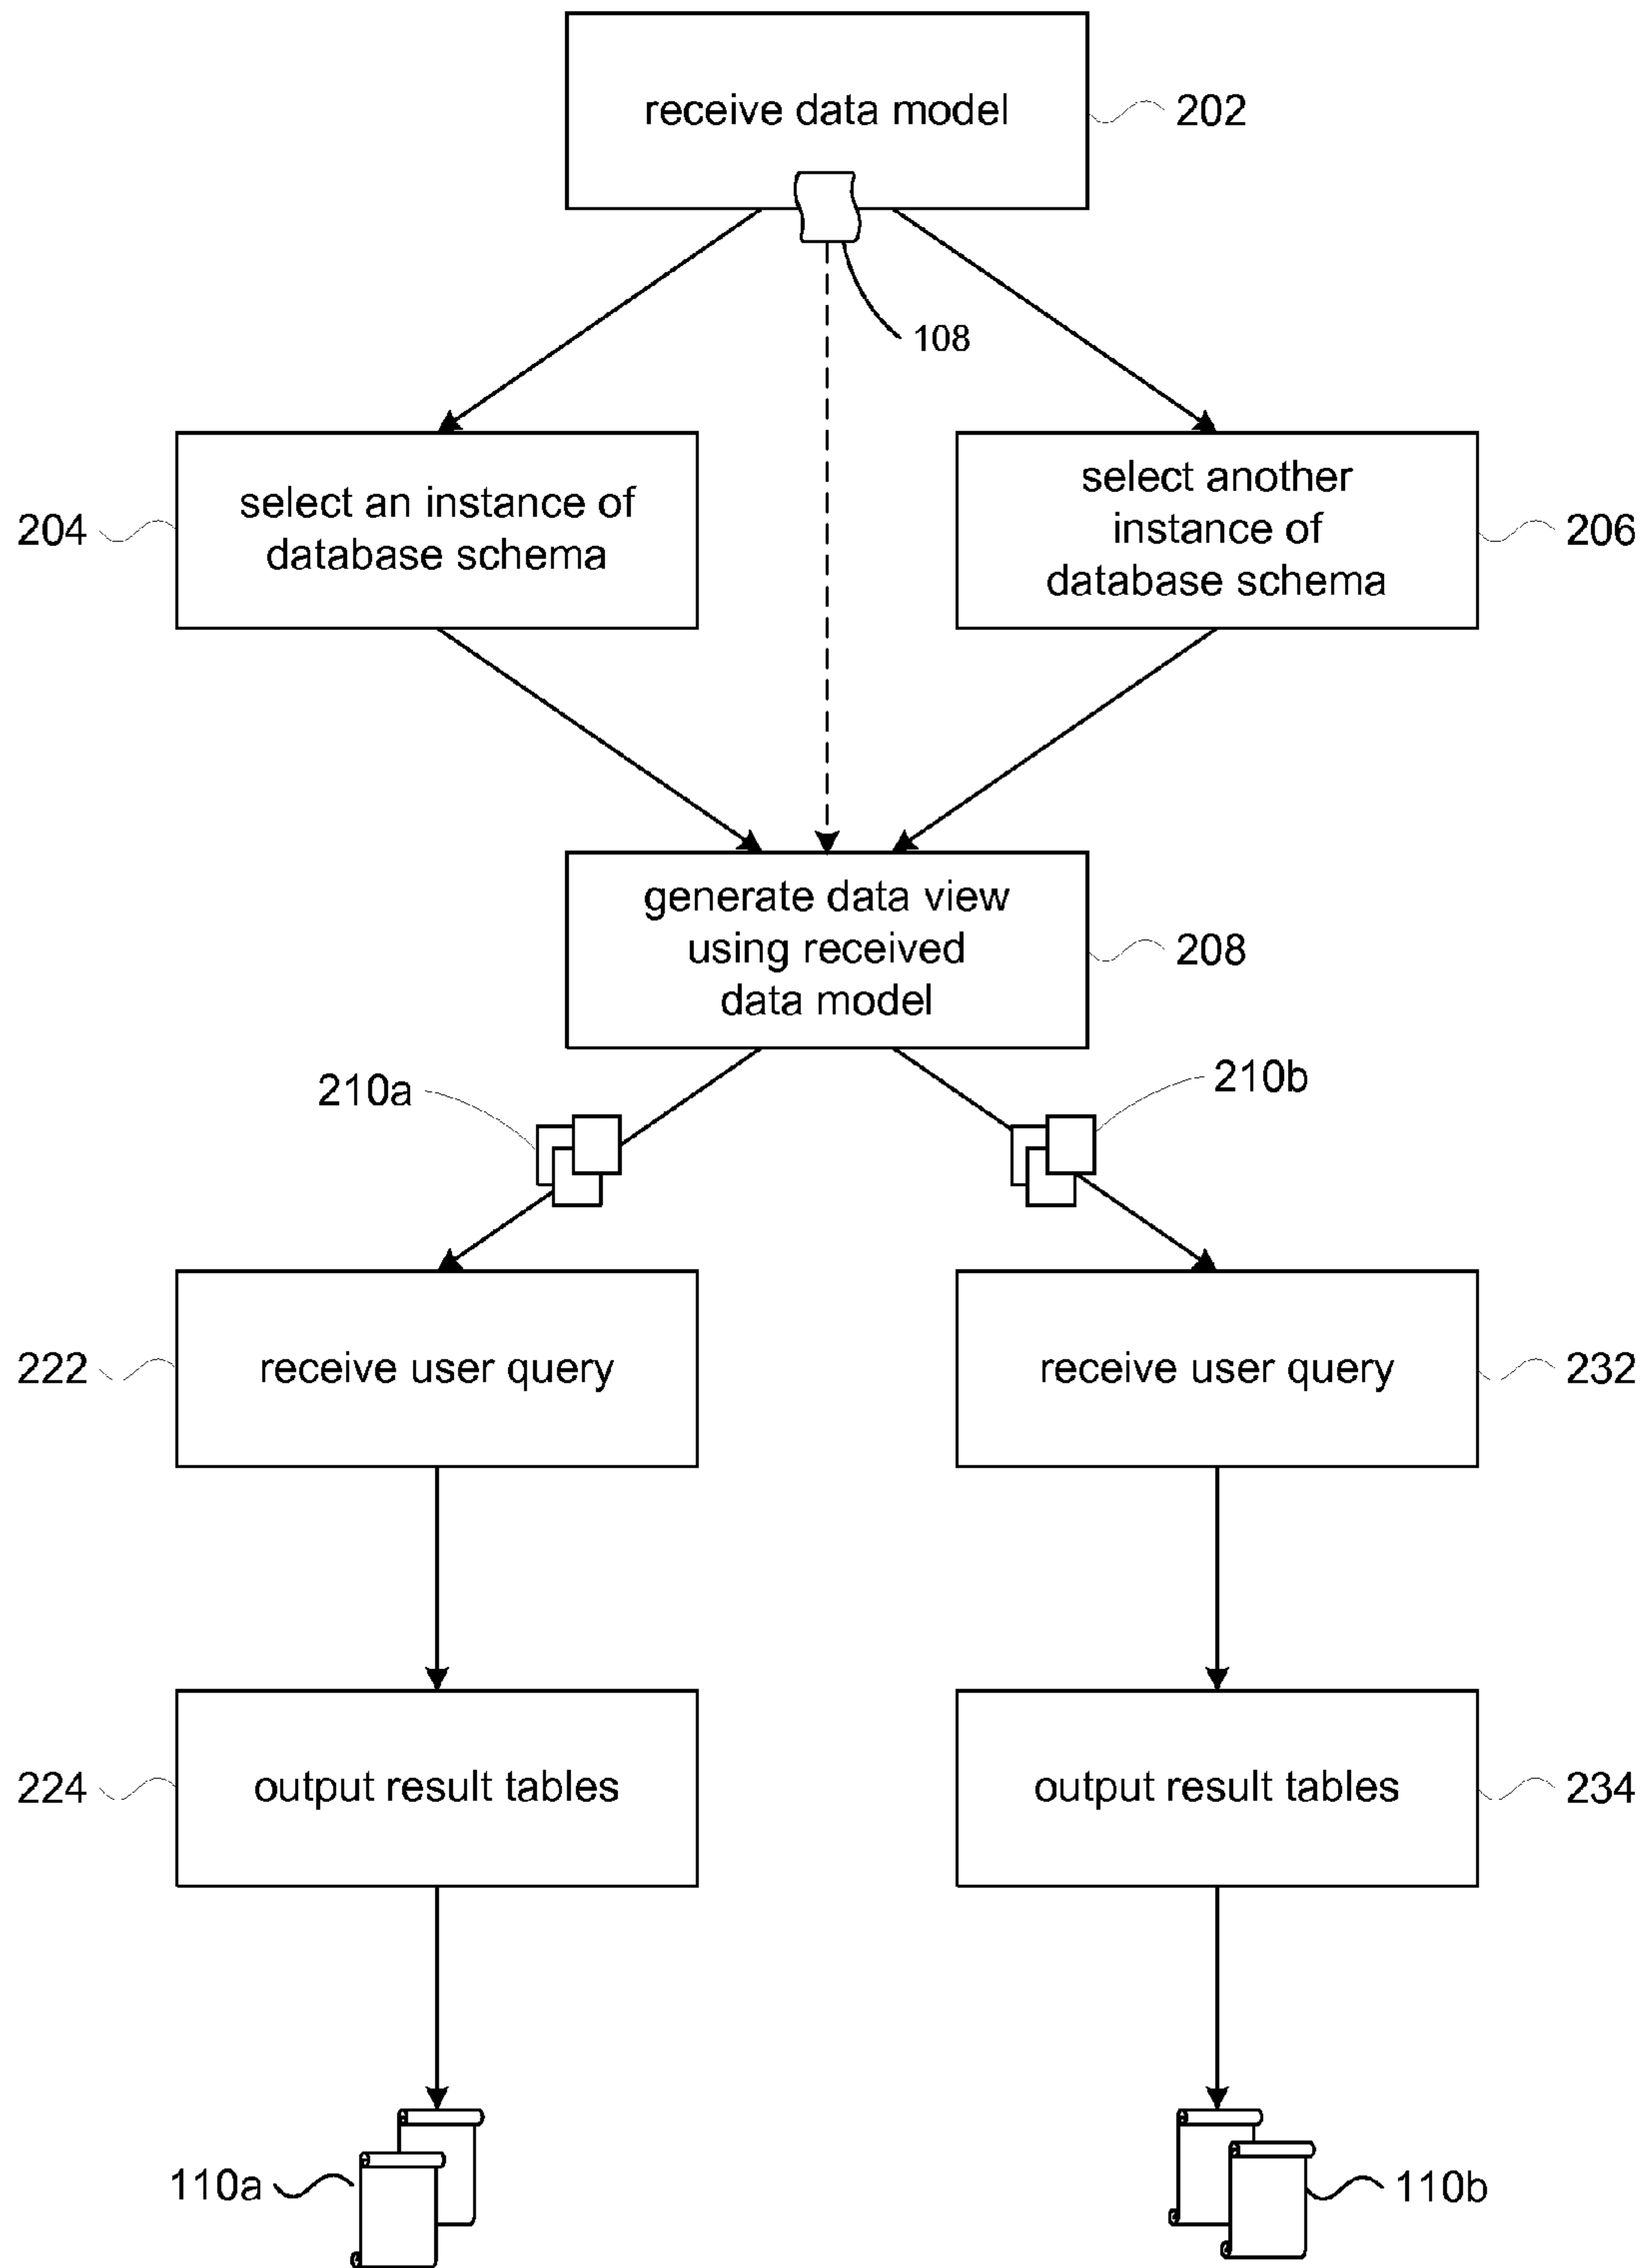 receive data model
202
108
select an instance of
database schema
204
select another
instance of
database schema
206
generate data view
using received
data model
208
210a
210b
receive user query
222
receive user query
232
output result tables
224
output result tables
234
110a
110b